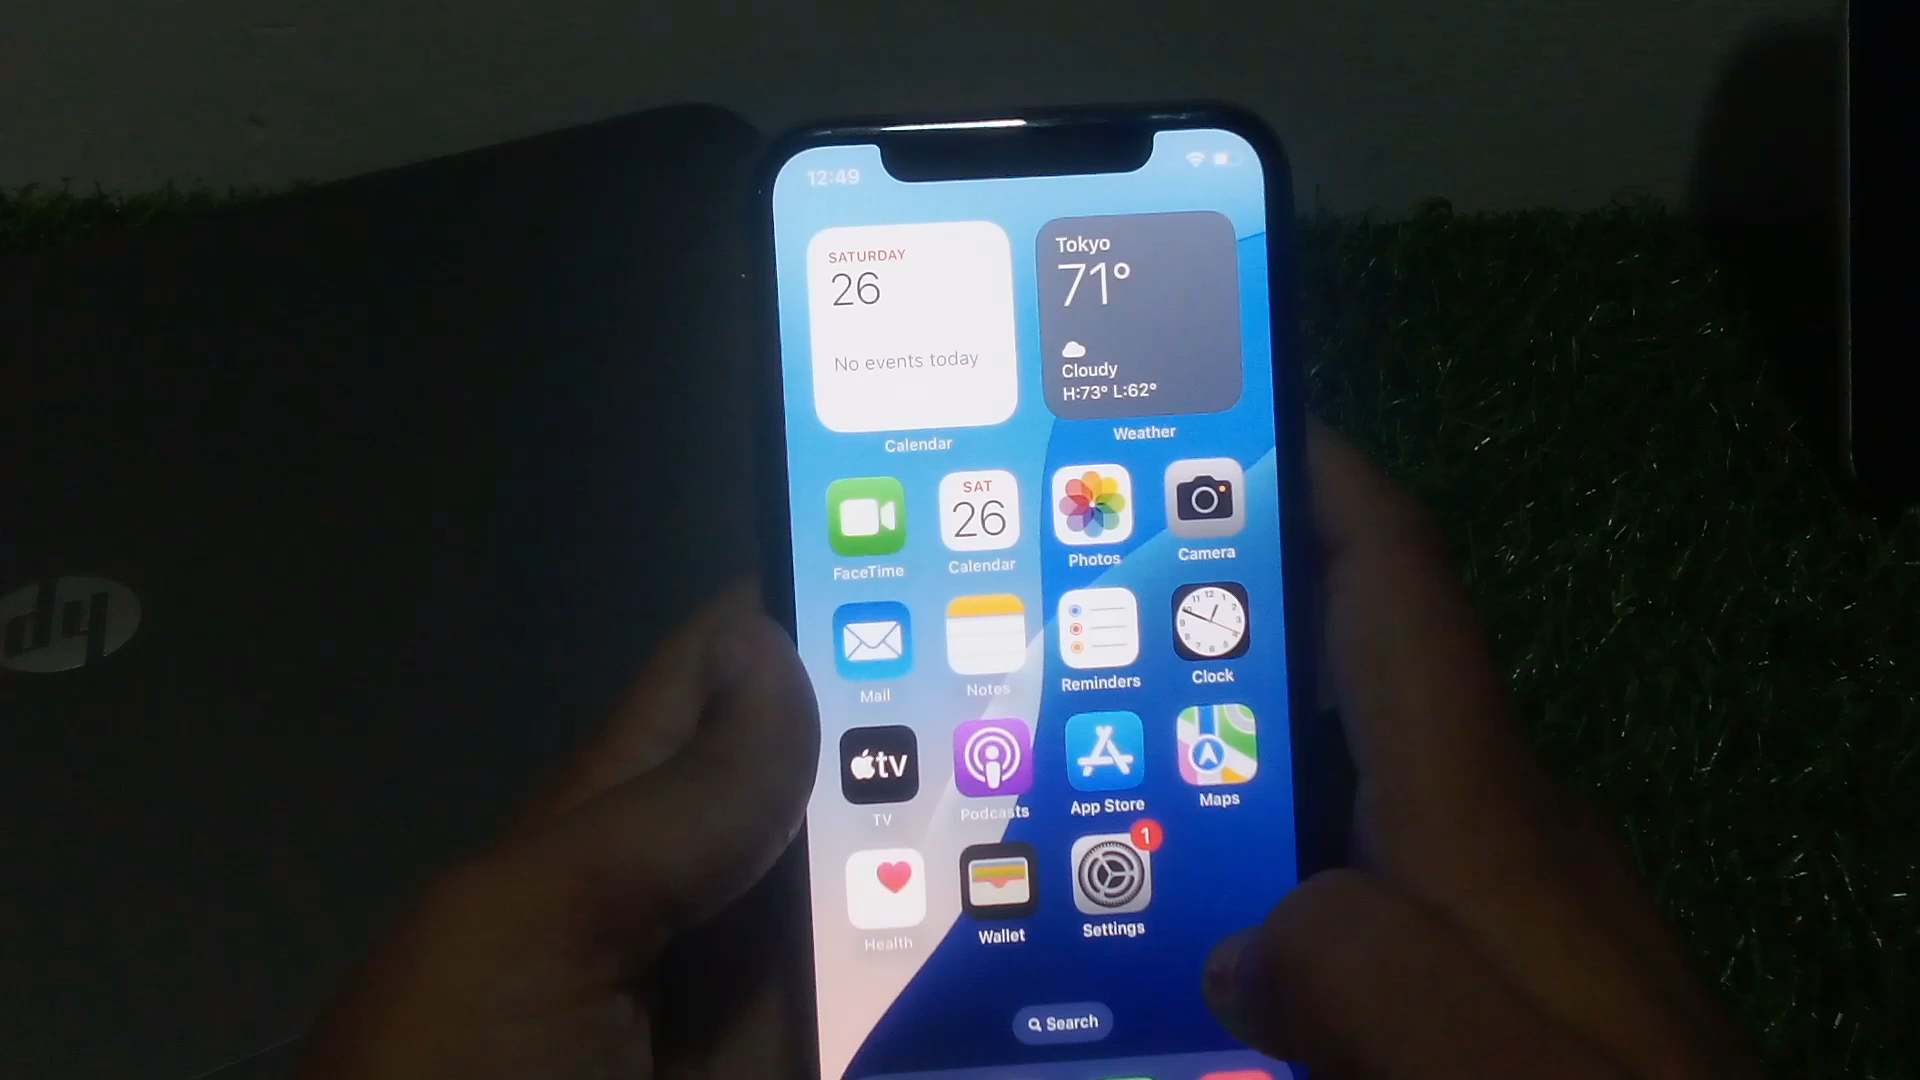 12:49
SATURDAY
26
No events today
Calendar
Tokyo
71°
Cloudy
H:73° L:62°
Weather
FaceTime
SAT
26
Calendar
Photos
Camera
Mail
Notes
Reminders
Clock
tv
TV
Podcasts
App Store
Maps
Health
Wallet
1
Settings
Search
hp